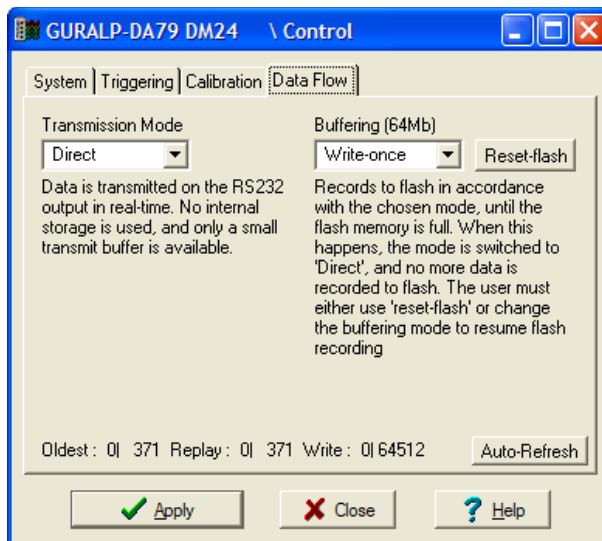 GURALP-DA79 DM24 \ Control
System Triggering Calibration Data Flow
Transmission Mode
Direct
Data is transmitted on the RS232
output in real-time. No internal
storage is used, and only a small
transmit buffer is available.
Buffering (64Mb)
Write-once Reset-flash
Records to flash in accordance
with the chosen mode, until the
flash memory is full. When this
happens, the mode is switched to
'Direct', and no more data is
recorded to flash. The user must
either use 'reset-flash' or change
the buffering mode to resume flash
recording
Oldest : 0| 371 Replay : 0| 371 Write : 0| 64512 Auto-Refresh
Apply Close Help